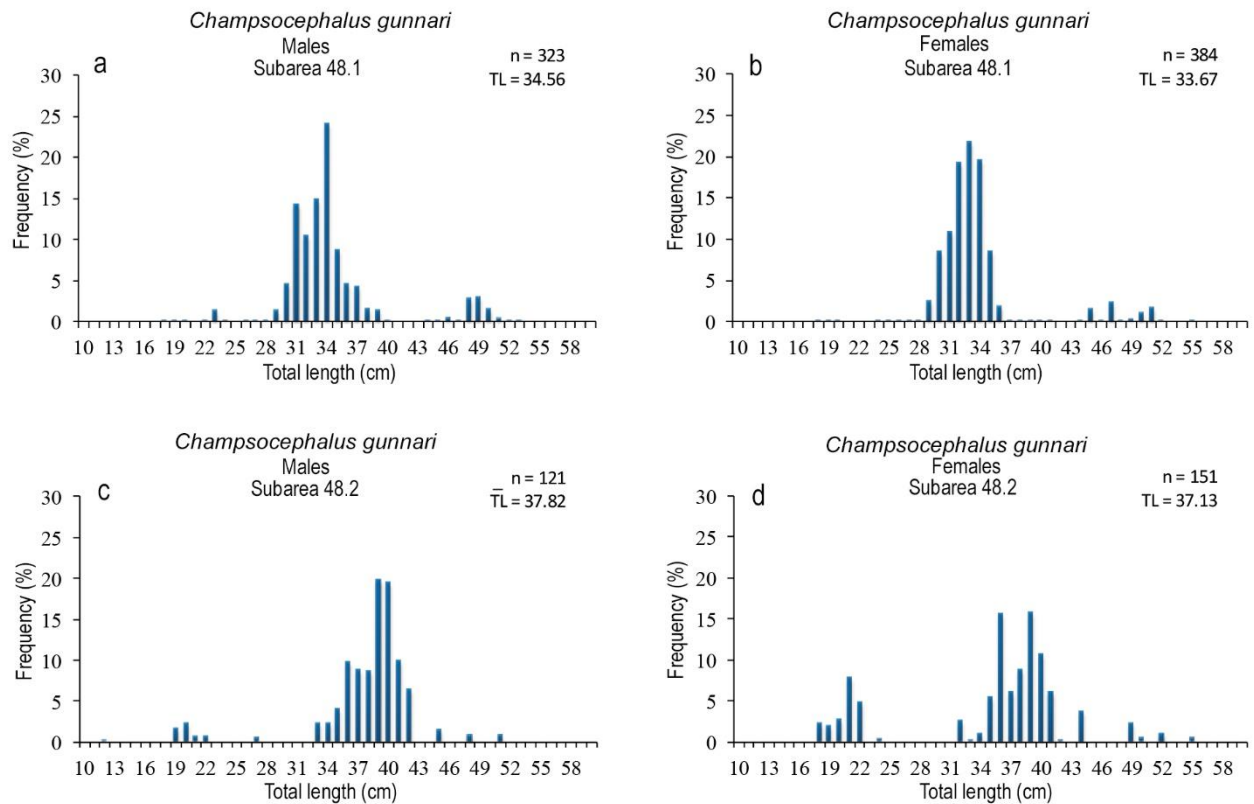 Champsocephalus gunnari
Males
Subarea 48.1
a
n = 323
TL = 34.56
30
25
20
15
10
5
0
Frequency (%)
10 13 16 19 22 25 28 31 34 37 40 43 46 49 52 55 58
Total length (cm)
Champsocephalus gunnari
Females
Subarea 48.1
b
n = 384
TL = 33.67
30
25
20
15
10
5
0
Frequency (%)
10 13 16 19 22 25 28 31 34 37 40 43 46 49 52 55 58
Total length (cm)
Champsocephalus gunnari
Males
Subarea 48.2
c
n = 121
TL = 37.82
30
25
20
15
10
5
0
Frequency (%)
10 13 16 19 22 25 28 31 34 37 40 43 46 49 52 55 58
Total length (cm)
Champsocephalus gunnari
Females
Subarea 48.2
d
n = 151
TL = 37.13
30
25
20
15
10
5
0
Frequency (%)
10 13 16 19 22 25 28 31 34 37 40 43 46 49 52 55 58
Total length (cm)